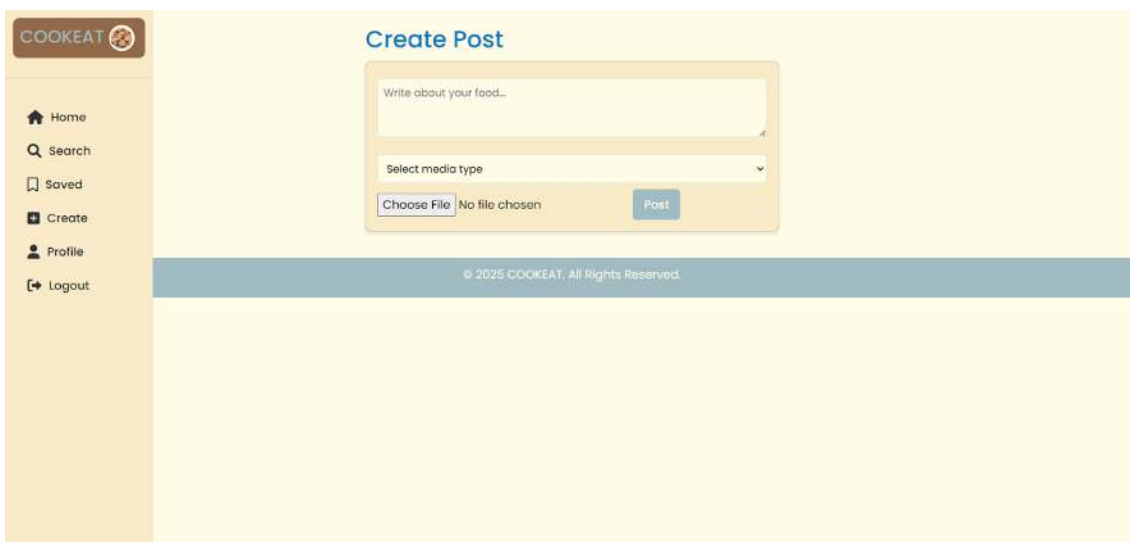 COOKEAT
Home
Search
Saved
Create
Profile
Logout
Create Post
Write about your food...
Select media type
Choose File No file chosen
Post
© 2025 COOKEAT. All Rights Reserved.